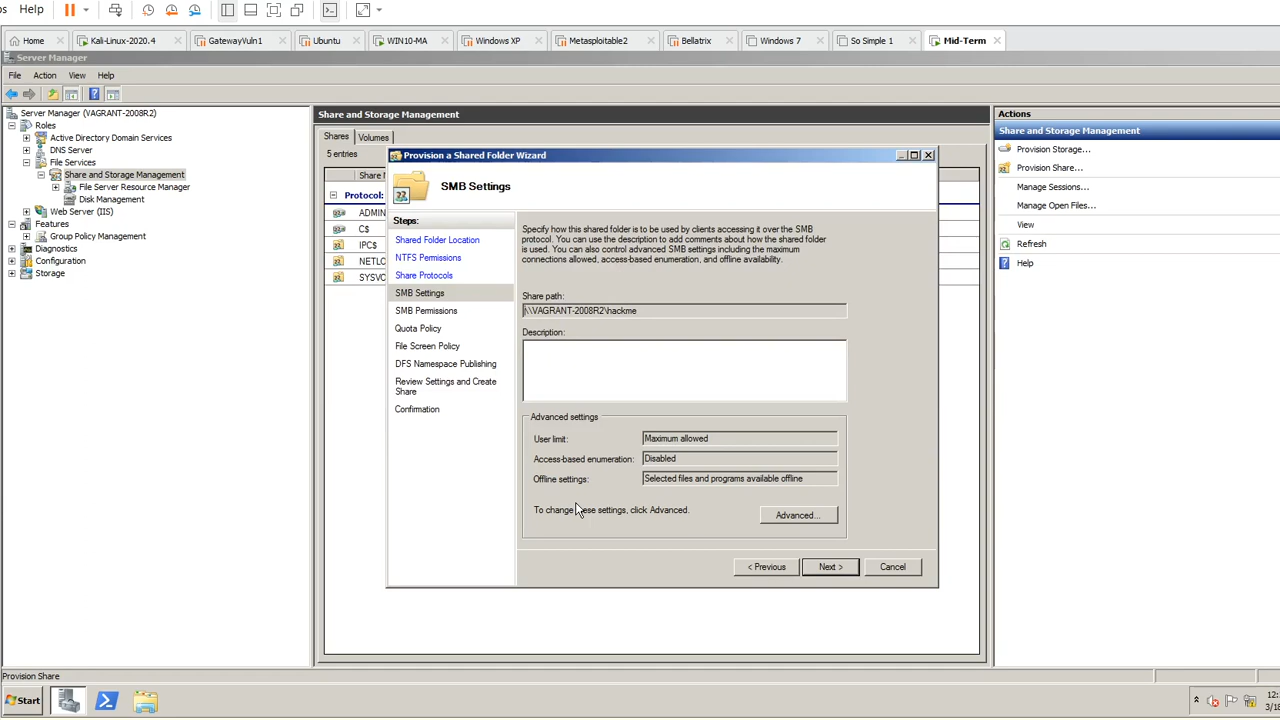 os Help
Home
Kali-Linux-2020.4
GatewayVuln1
Ubuntu
WIN10-MA
Windows XP
Metasploitable2
Bellatrix
Windows 7
So Simple 1
Mid-Term
Server Manager
File Action View Help
Server Manager (VAGRANT-2008R2)
Roles
Active Directory Domain Services
DNS Server
File Services
Share and Storage Management
File Server Resource Manager
Disk Management
Web Server (IIS)
Features
Group Policy Management
Diagnostics
Configuration
Storage
Share and Storage Management
Shares Volumes
5 entries
Protocol:
ADMIN
C$
IPC$
NETLO
SYSVO
Provision a Shared Folder Wizard
SMB Settings
Steps:
Shared Folder Location
NTFS Permissions
Share Protocols
SMB Settings
SMB Permissions
Quota Policy
File Screen Policy
DFS Namespace Publishing
Review Settings and Create
Share
Confirmation
Specify how this shared folder is to be used by clients accessing it over the SMB
protocol. You can use the description to add comments about how the shared folder
is used. You can also control advanced SMB settings including the maximum
connections allowed, access-based enumeration, and offline availability.
Share path:
\\VAGRANT-2008R2\hackme
Description:
Advanced settings
User limit: Maximum allowed
Access-based enumeration: Disabled
Offline settings: Selected files and programs available offline
To change these settings, click Advanced.
Advanced...
< Previous Next > Cancel
Actions
Share and Storage Management
Provision Storage...
Provision Share...
Manage Sessions...
Manage Open Files...
View
Refresh
Help
Provision Share
Start
12:
3/18